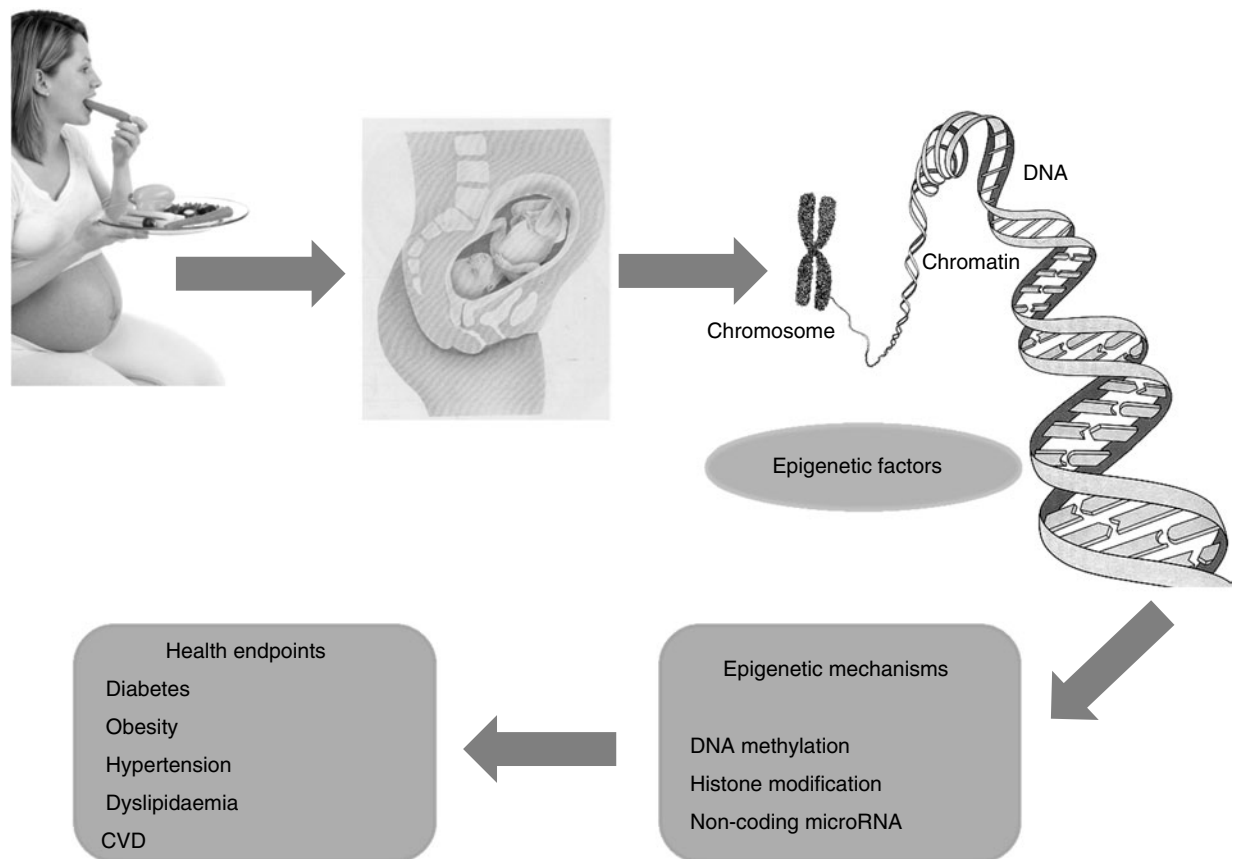 DNA
Chromatin
Chromosome
Epigenetic factors
Health endpoints
Diabetes
Obesity
Hypertension
Dyslipidaemia
CVD
Epigenetic mechanisms
DNA methylation
Histone modification
Non-coding microRNA